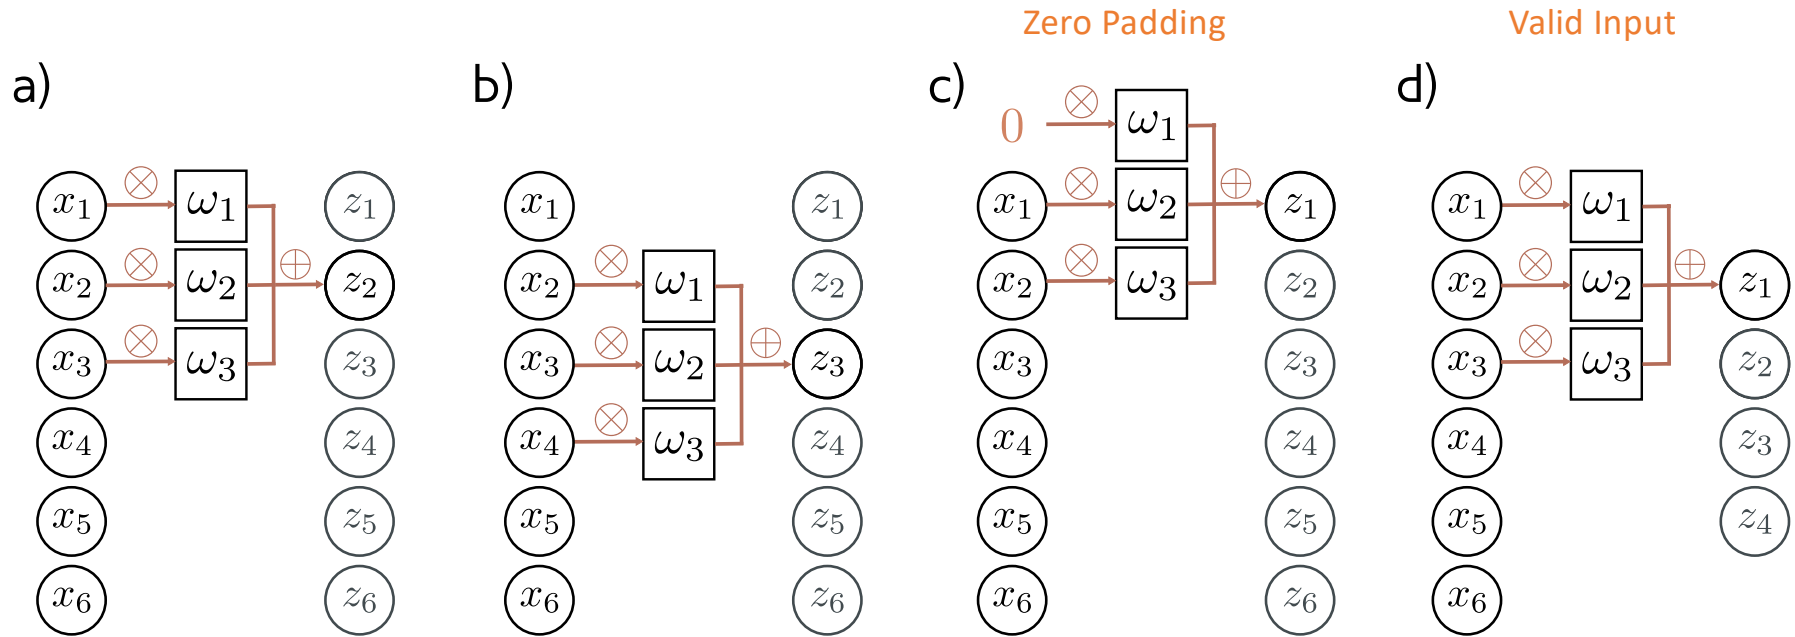 Zero Padding
Valid Input
a)
x1 ⊗ ω1 z1
x2 ⊗ ω2 ⊕ z2
x3 ⊗ ω3 z3
x4 z4
x5 z5
x6 z6
b)
x1 z1
x2 ⊗ ω1 z2
x3 ⊗ ω2 ⊕ z3
x4 ⊗ ω3 z4
x5 z5
x6 z6
c)
0 ⊗ ω1
x1 ⊗ ω2 ⊕ z1
x2 ⊗ ω3 z2
x3 z3
x4 z4
x5 z5
x6 z6
d)
x1 ⊗ ω1
x2 ⊗ ω2 ⊕ z1
x3 ⊗ ω3 z2
x4 z3
x5 z4
x6